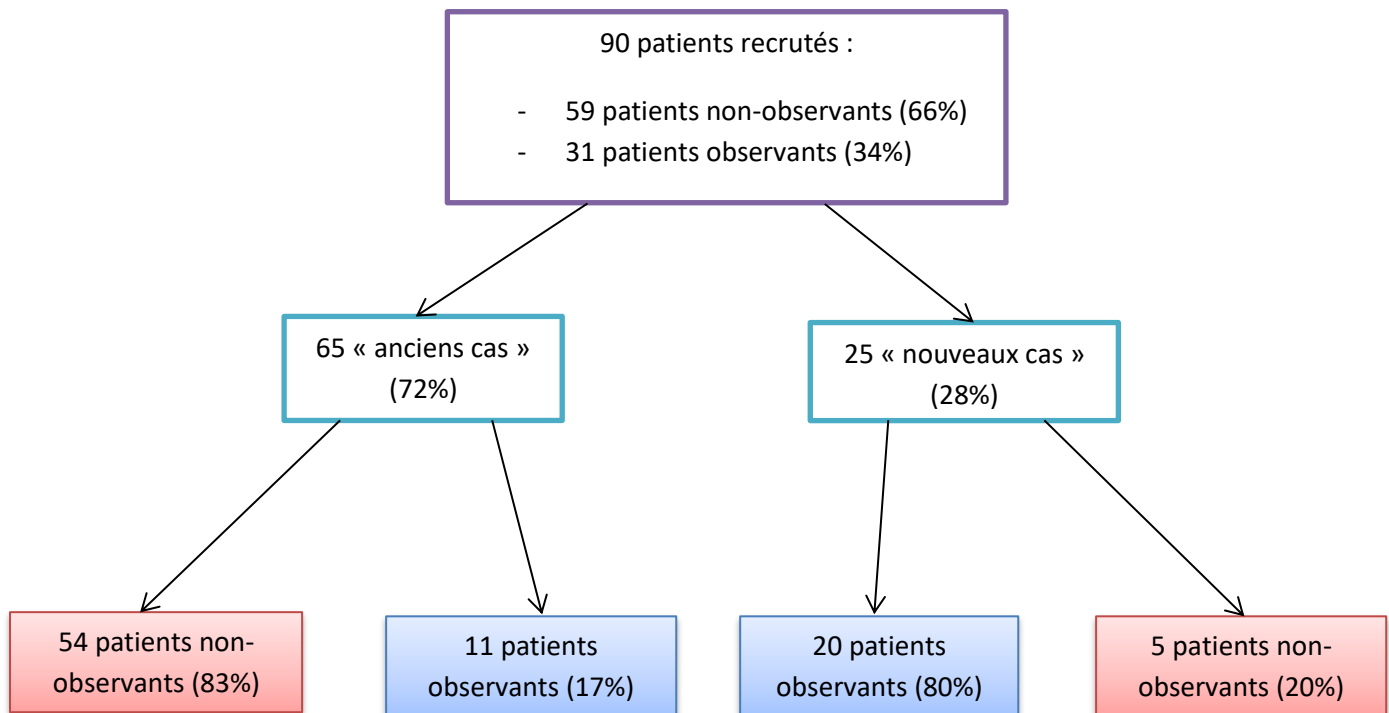 90 patients recrutés :
- 59 patients non-observants (66%)
- 31 patients observants (34%)
65 « anciens cas »
(72%)
25 « nouveaux cas »
(28%)
54 patients non-
observants (83%)
11 patients
observants (17%)
20 patients
observants (80%)
5 patients non-
observants (20%)